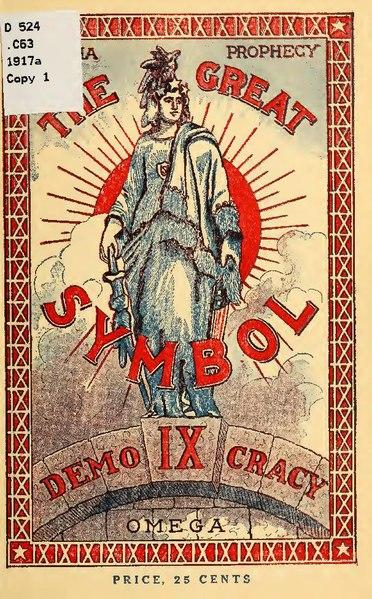 D 524
.C63
1917a
Copy 1
PROPHECY
THE GREAT
SYMBOL
DEMO IX CRACY
OMEGA
PRICE, 25 CENTS